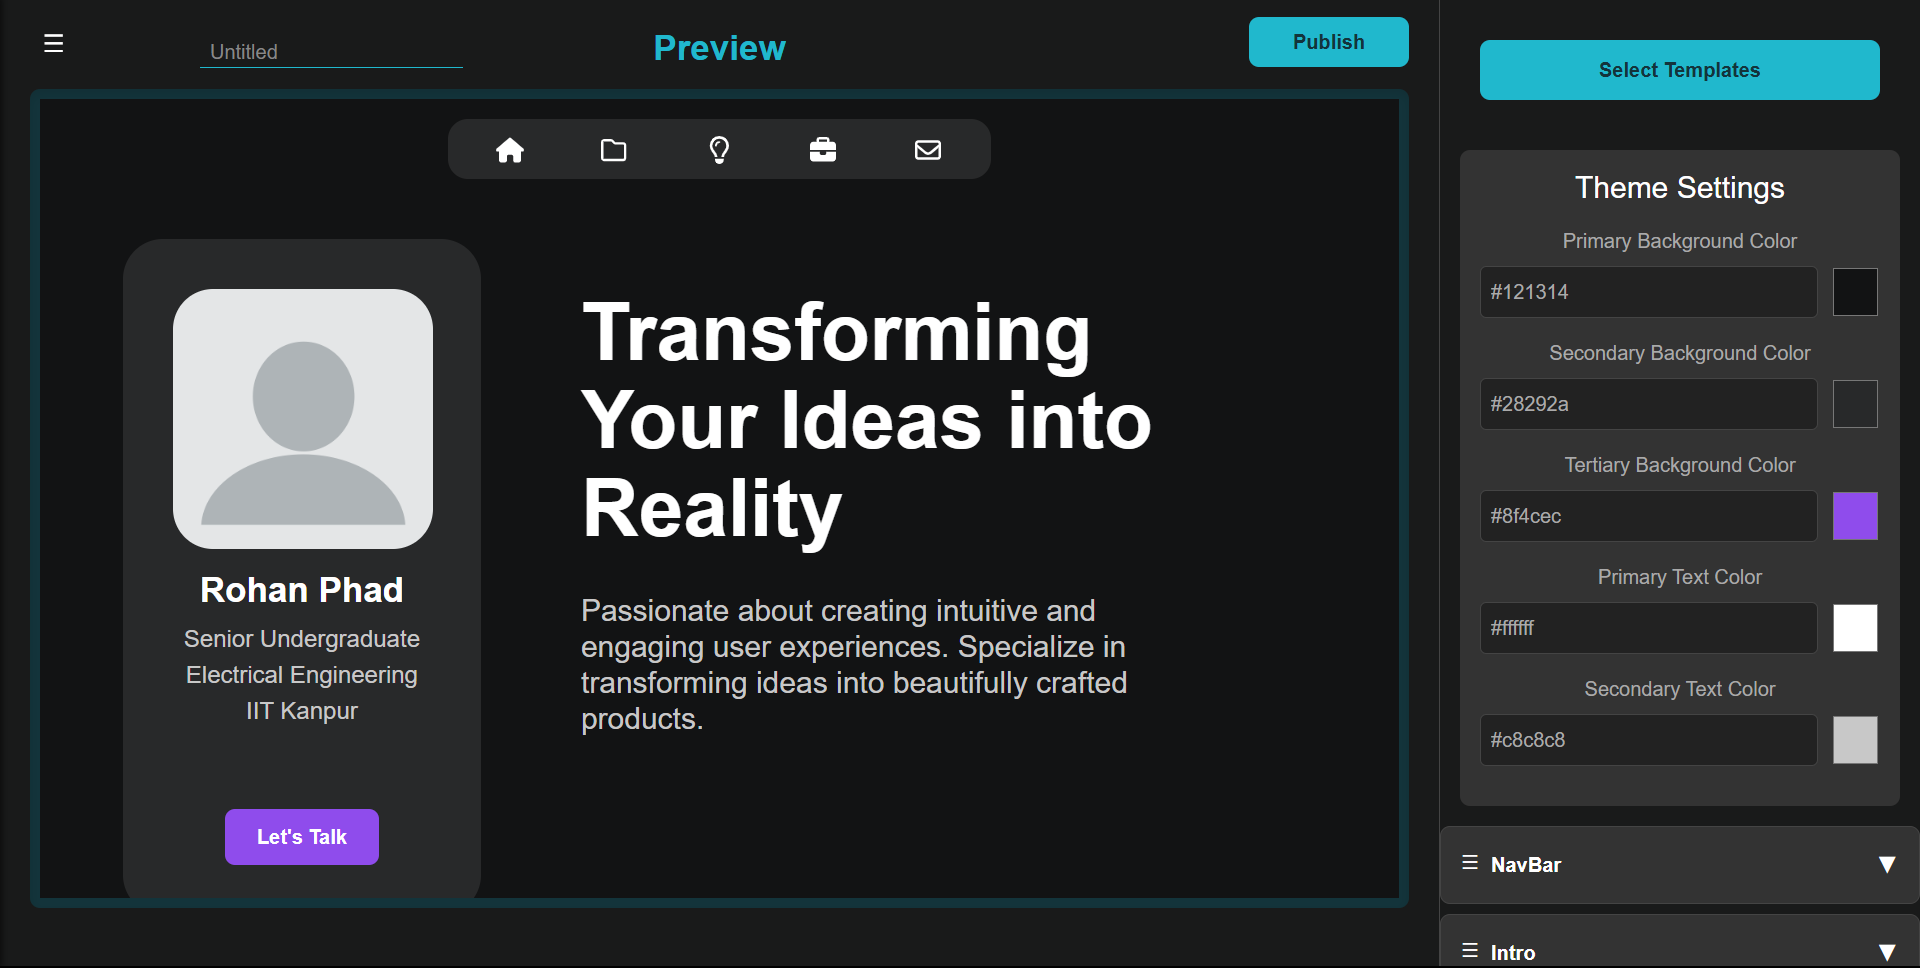 Untitled
Preview
Publish
Transforming
Your Ideas into
Reality
Rohan Phad
Senior Undergraduate
Electrical Engineering
IIT Kanpur
Let's Talk
Passionate about creating intuitive and
engaging user experiences. Specialize in
transforming ideas into beautifully crafted
products.
Select Templates
Theme Settings
Primary Background Color
#121314
Secondary Background Color
#28292a
Tertiary Background Color
#8f4cec
Primary Text Color
#ffffff
Secondary Text Color
#c8c8c8
NavBar
Intro